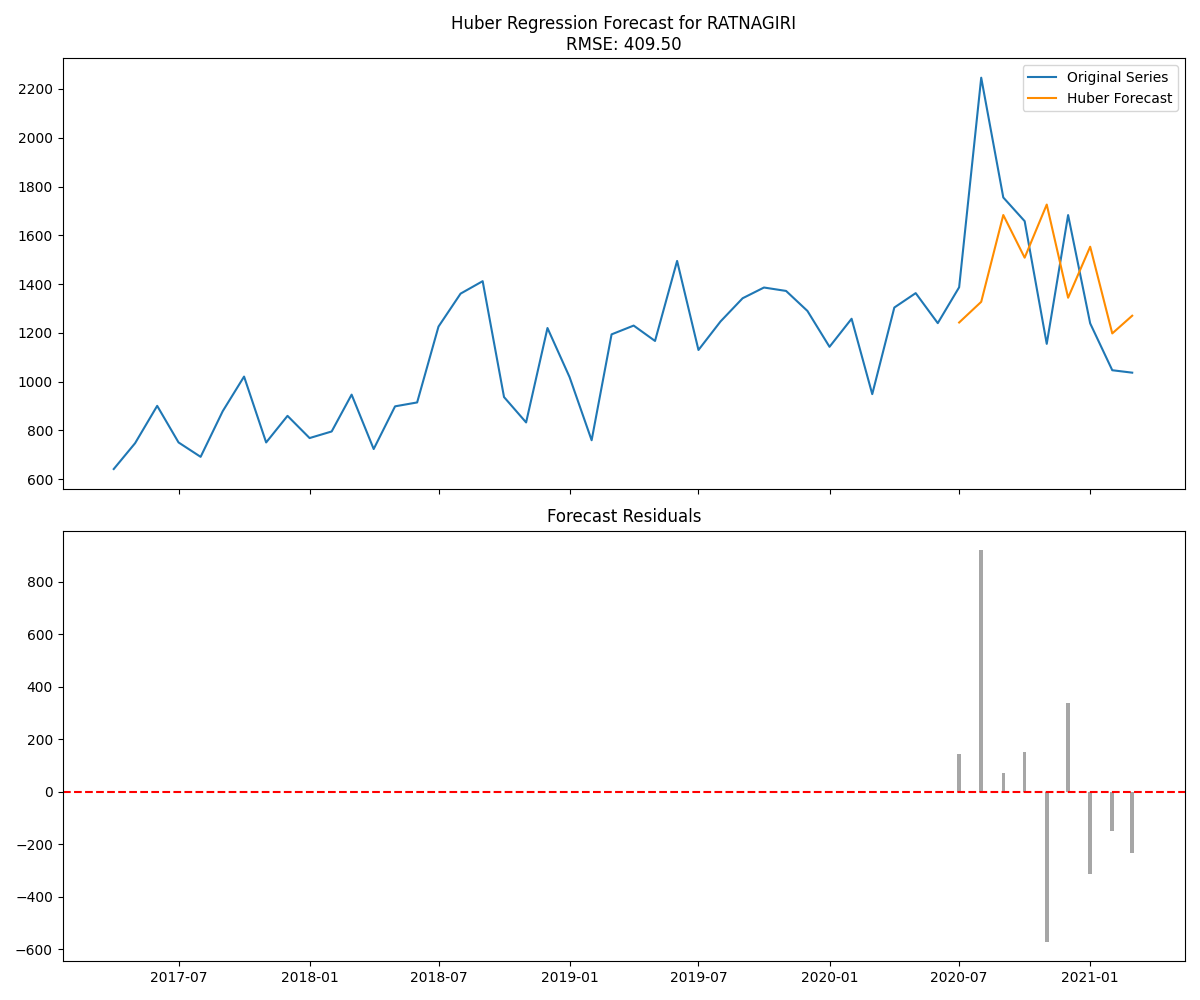 Huber Regression Forecast for RATNAGIRI
RMSE: 409.50
Original Series
Huber Forecast
2200
2000
1800
1600
1400
1200
1000
800
600
Forecast Residuals
800
600
400
200
0
−200
−400
−600
2017-07 2018-01 2018-07 2019-01 2019-07 2020-01 2020-07 2021-01